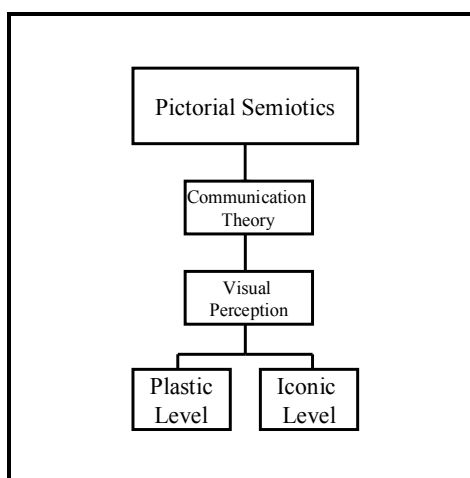 Pictorial Semiotics
Communication
Theory
Visual
Perception
Plastic
Level
Iconic
Level